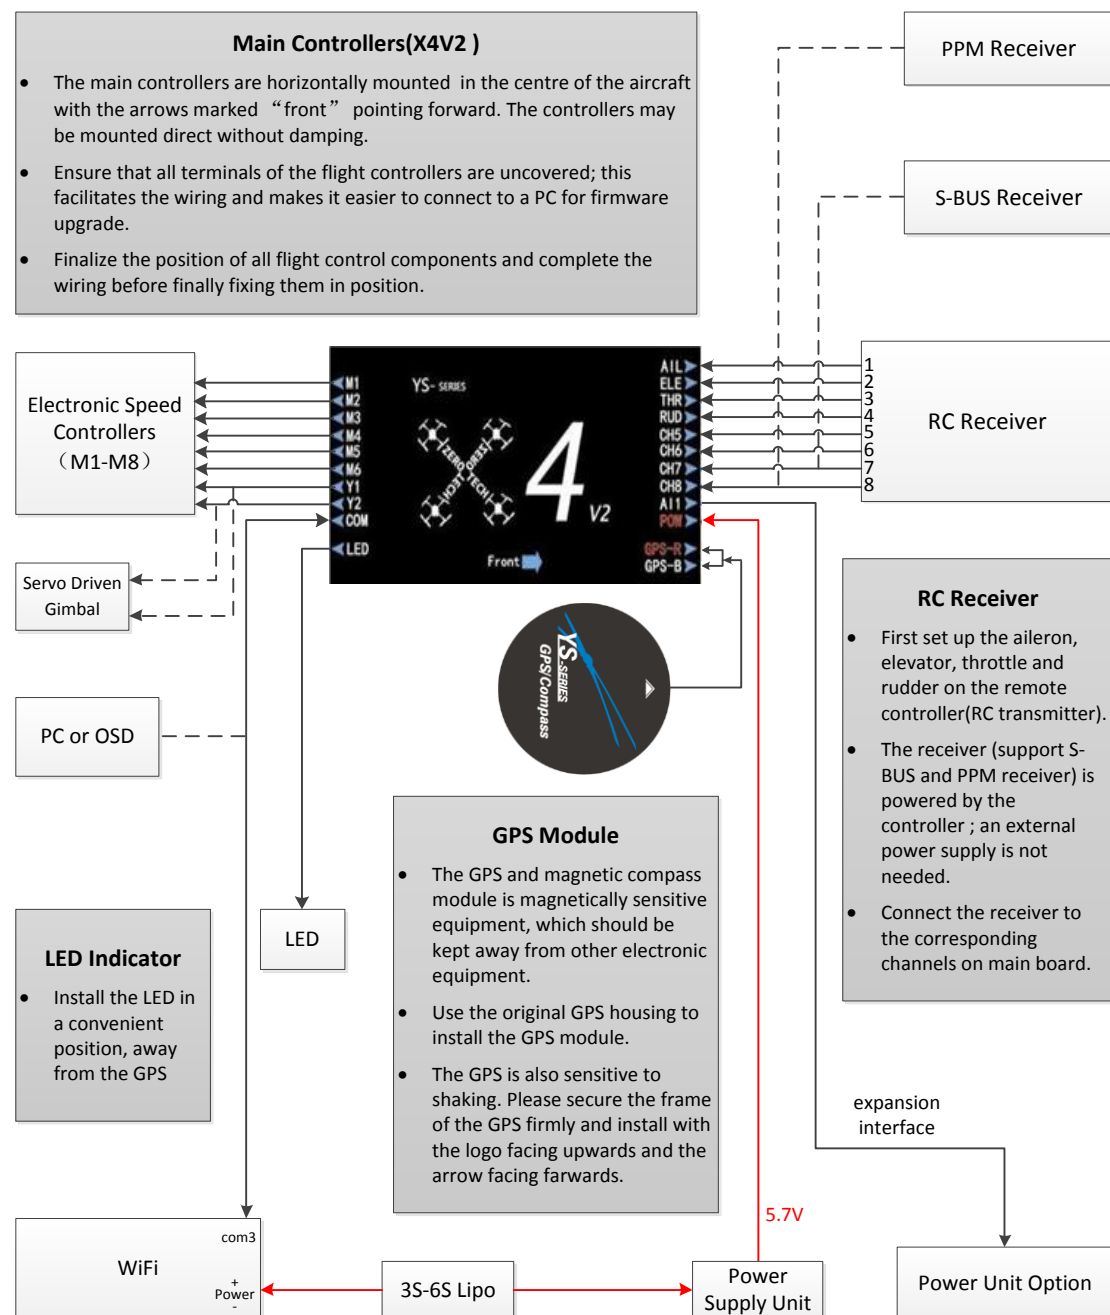 Main Controllers(X4V2 )
• The main controllers are horizontally mounted in the centre of the aircraft
with the arrows marked “front” pointing forward. The controllers may
be mounted direct without damping.
• Ensure that all terminals of the flight controllers are uncovered; this
facilitates the wiring and makes it easier to connect to a PC for firmware
upgrade.
• Finalize the position of all flight control components and complete the
wiring before finally fixing them in position.
PPM Receiver
S-BUS Receiver
Electronic Speed
Controllers
（M1-M8）
M1
M2
M3
M4
M5
M6
Y1
Y2
COM
LED
YS- SERIES
ZERO TECH
ZERO TECH
4
V2
Front
AIL
ELE
THR
RUD
CH5
CH6
CH7
CH8
AI1
POW
GPS-R
GPS-B
1
2
3
4
5
6
7
8
RC Receiver
Servo Driven
Gimbal
PC or OSD
YS-SERIES
GPS/Compass
RC Receiver
• First set up the aileron,
elevator, throttle and
rudder on the remote
controller(RC transmitter).
• The receiver (support S-
BUS and PPM receiver) is
powered by the
controller ; an external
power supply is not
needed.
• Connect the receiver to
the corresponding
channels on main board.
GPS Module
• The GPS and magnetic compass
module is magnetically sensitive
equipment, which should be
kept away from other electronic
equipment.
• Use the original GPS housing to
install the GPS module.
• The GPS is also sensitive to
shaking. Please secure the frame
of the GPS firmly and install with
the logo facing upwards and the
arrow facing farwards.
LED
LED Indicator
• Install the LED in
a convenient
position, away
from the GPS
expansion
interface
5.7V
com3
WiFi
+
Power
-
3S-6S Lipo
Power
Supply Unit
Power Unit Option